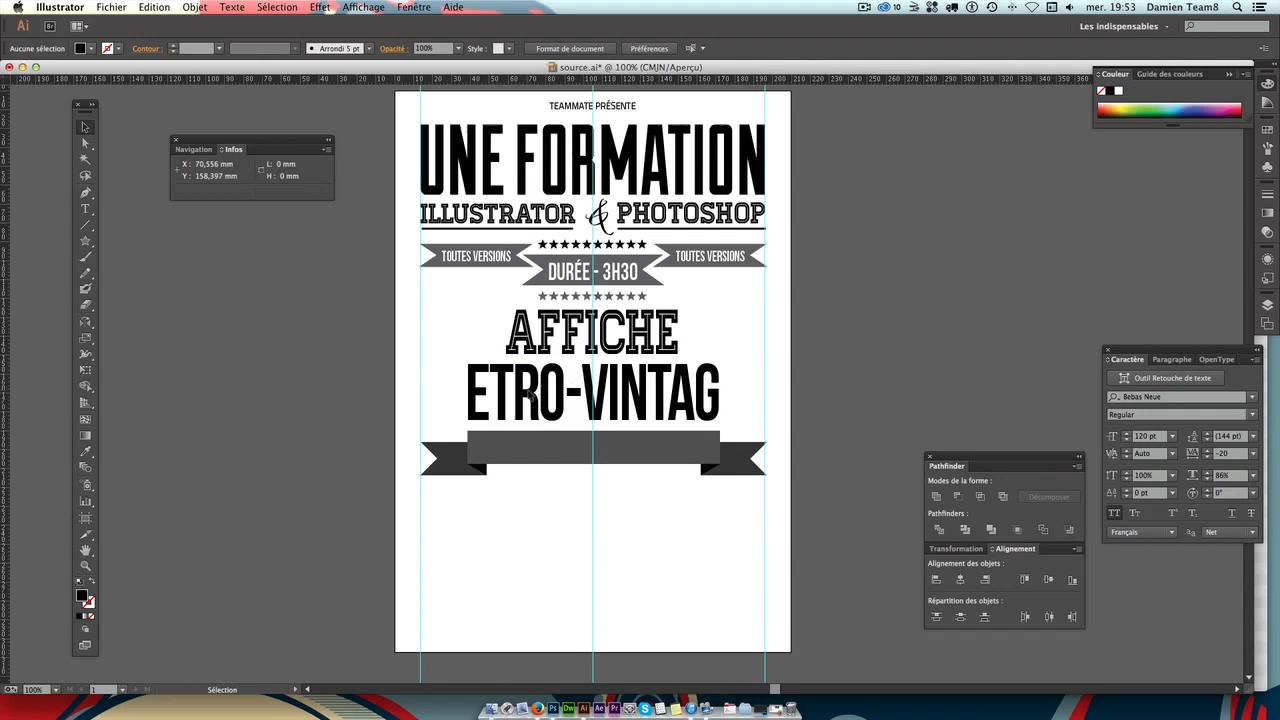 Illustrator Fichier Edition Objet Texte Sélection Effet Affichage Fenêtre Aide 10 mer. 19:53 Damien Team8
Ai Br Les Indispensables
Aucune sélection Contour : Arrondi 5 pt Opacité : 100% Style : Format de document Préférences
source.ai* @ 100% (CMJN/Aperçu)
Couleur Guide des couleurs
Navigation Infos
X : 70,556 mm L: 0 mm
Y : 158,397 mm H : 0 mm
TEAMMATE PRÉSENTE
UNE FORMATION
ILLUSTRATOR & PHOTOSHOP
TOUTES VERSIONS TOUTES VERSIONS
DURÉE - 3H30
AFFICHE
ETRO-VINTAG
Caractère Paragraphe OpenType
Outil Retouche de texte
Bebas Neue
Regular
120 pt (144 pt)
Auto -20
100% 86%
0 pt 0°
Français Net
Pathfinder
Modes de la forme :
Décomposer
Pathfinders :
Transformation Alignement
Alignement des objets :
Répartition des objets :
100% 1 Sélection